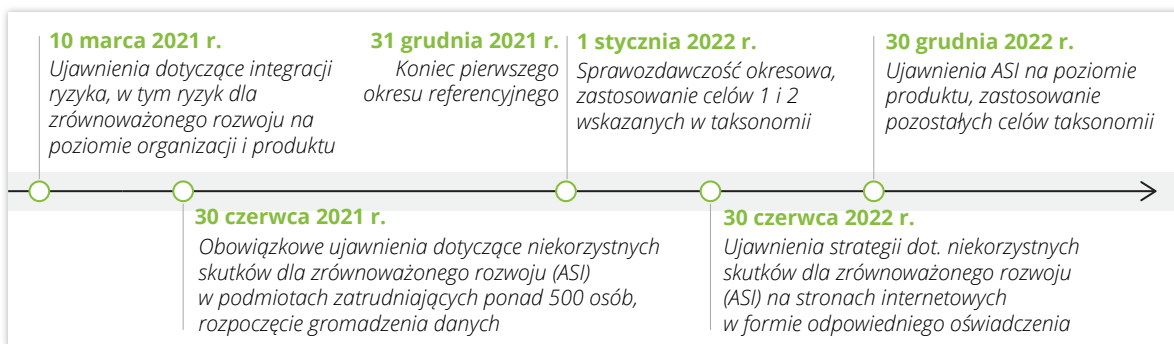 10 marca 2021 r.
Ujawnienia dotyczące integracji
ryzyka, w tym ryzyk dla
zrównoważonego rozwoju na
poziomie organizacji i produktu
31 grudnia 2021 r.
Koniec pierwszego
okresu referencyjnego
1 stycznia 2022 r.
Sprawozdawczość okresowa,
zastosowanie celów 1 i 2
wskazanych w taksonomii
30 grudnia 2022 r.
Ujawnienia ASI na poziomie
produktu, zastosowanie
pozostałych celów taksonomii
30 czerwca 2021 r.
Obowiązkowe ujawnienia dotyczące niekorzystnych
skutków dla zrównoważonego rozwoju (ASI)
w podmiotach zatrudniających ponad 500 osób,
rozpoczęcie gromadzenia danych
30 czerwca 2022 r.
Ujawnienia strategii dot. niekorzystnych
skutków dla zrównoważonego rozwoju
(ASI) na stronach internetowych
w formie odpowiedniego oświadczenia